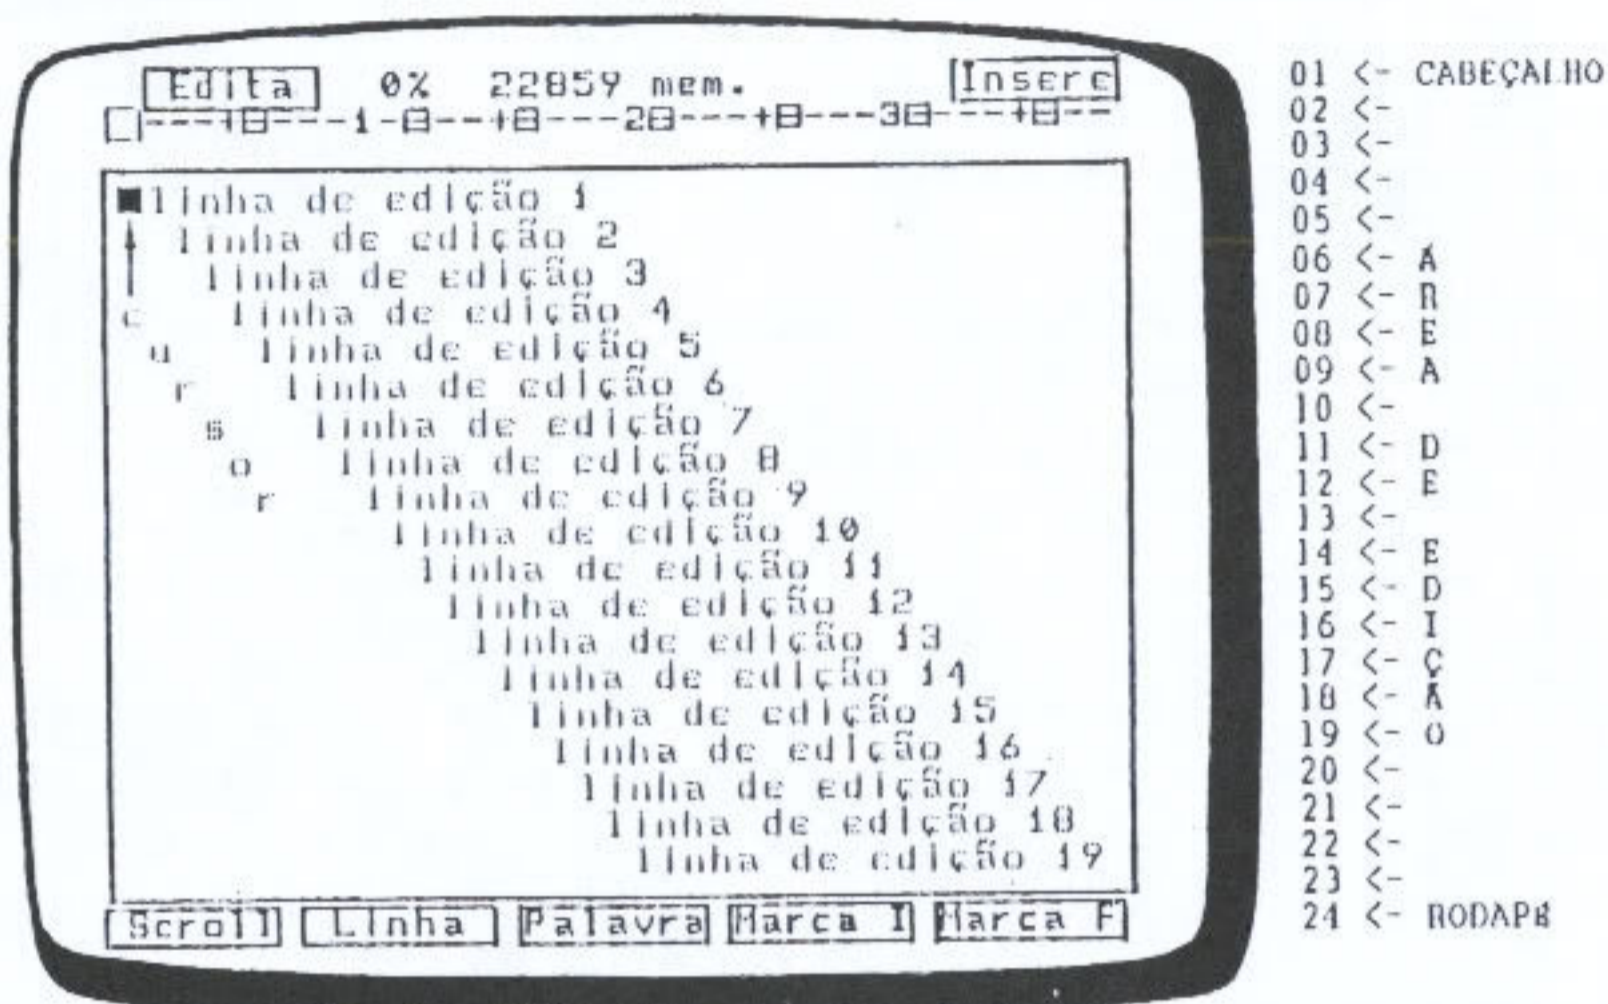 Edita 0% 22859 mem. Insere
linha de edição 1
linha de edição 2
linha de edição 3
linha de edição 4
linha de edição 5
linha de edição 6
linha de edição 7
linha de edição 8
linha de edição 9
linha de edição 10
linha de edição 11
linha de edição 12
linha de edição 13
linha de edição 14
linha de edição 15
linha de edição 16
linha de edição 17
linha de edição 18
linha de edição 19
cursor
Scroll Linha Palavra Marca I Marca F
01 <- CABEÇALHO
02 <-
03 <-
04 <-
05 <-
06 <- A
07 <- R
08 <- E
09 <- A
10 <-
11 <- D
12 <- E
13 <-
14 <- E
15 <- D
16 <- I
17 <- Ç
18 <- Ã
19 <- O
20 <-
21 <-
22 <-
23 <-
24 <- RODAPÉ